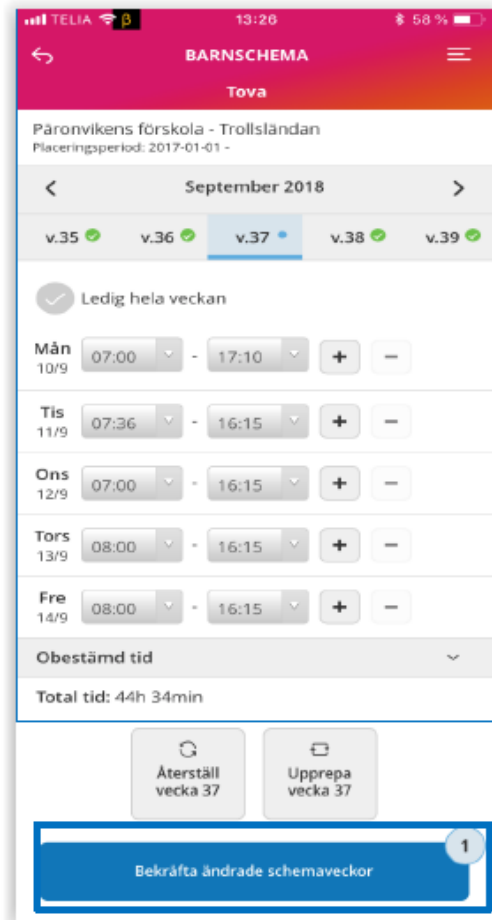 TELIA β 13:26 58 %
BARNSCHEMA
Tova
Päronvikens förskola - Trollsländan
Placeringsperiod: 2017-01-01 -
September 2018
v.35 v.36 v.37 v.38 v.39
Ledig hela veckan
Mån 07:00 - 17:10 + −
10/9
Tis 07:36 - 16:15 + −
11/9
Ons 07:00 - 16:15 + −
12/9
Tors 08:00 - 16:15 + −
13/9
Fre 08:00 - 16:15 + −
14/9
Obestämd tid
Total tid: 44h 34min
Återställ
vecka 37
Upprepa
vecka 37
1
Bekräfta ändrade schemaveckor